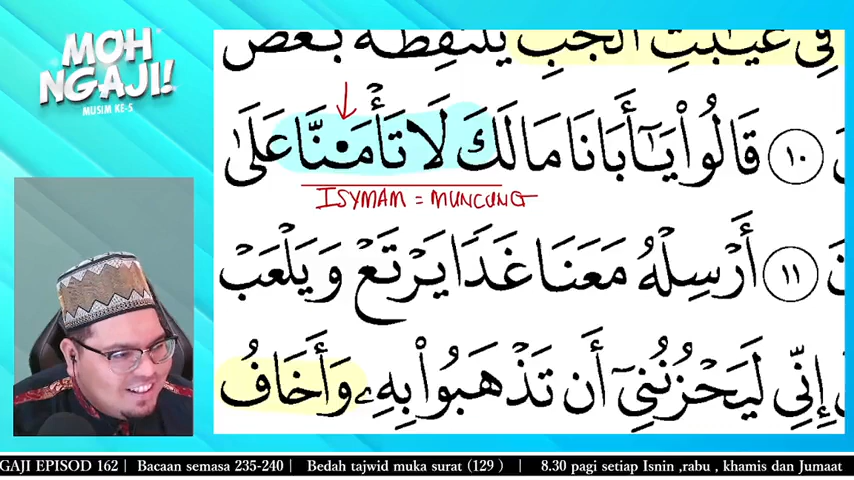 MOH
NGAJI!
MUSIM KE-5
فِى غَيَـٰبَتِ ٱلْجُبِّ يَلْتَقِطْهُ بَعْضُ
١٠ قَالُوا۟ يَـٰٓأَبَانَا مَا لَكَ لَا تَأْمَ۫نَّا عَلَىٰ
ISYMAM = MUNCUNG
١١ أَرْسِلْهُ مَعَنَا غَدًا يَرْتَعْ وَيَلْعَبْ
إِنِّى لَيَحْزُنُنِىٓ أَن تَذْهَبُوا۟ بِهِۦ وَأَخَافُ
GAJI EPISOD 162 | Bacaan semasa 235-240 | Bedah tajwid muka surat (129 ) | 8.30 pagi setiap Isnin ,rabu , khamis dan Jumaat